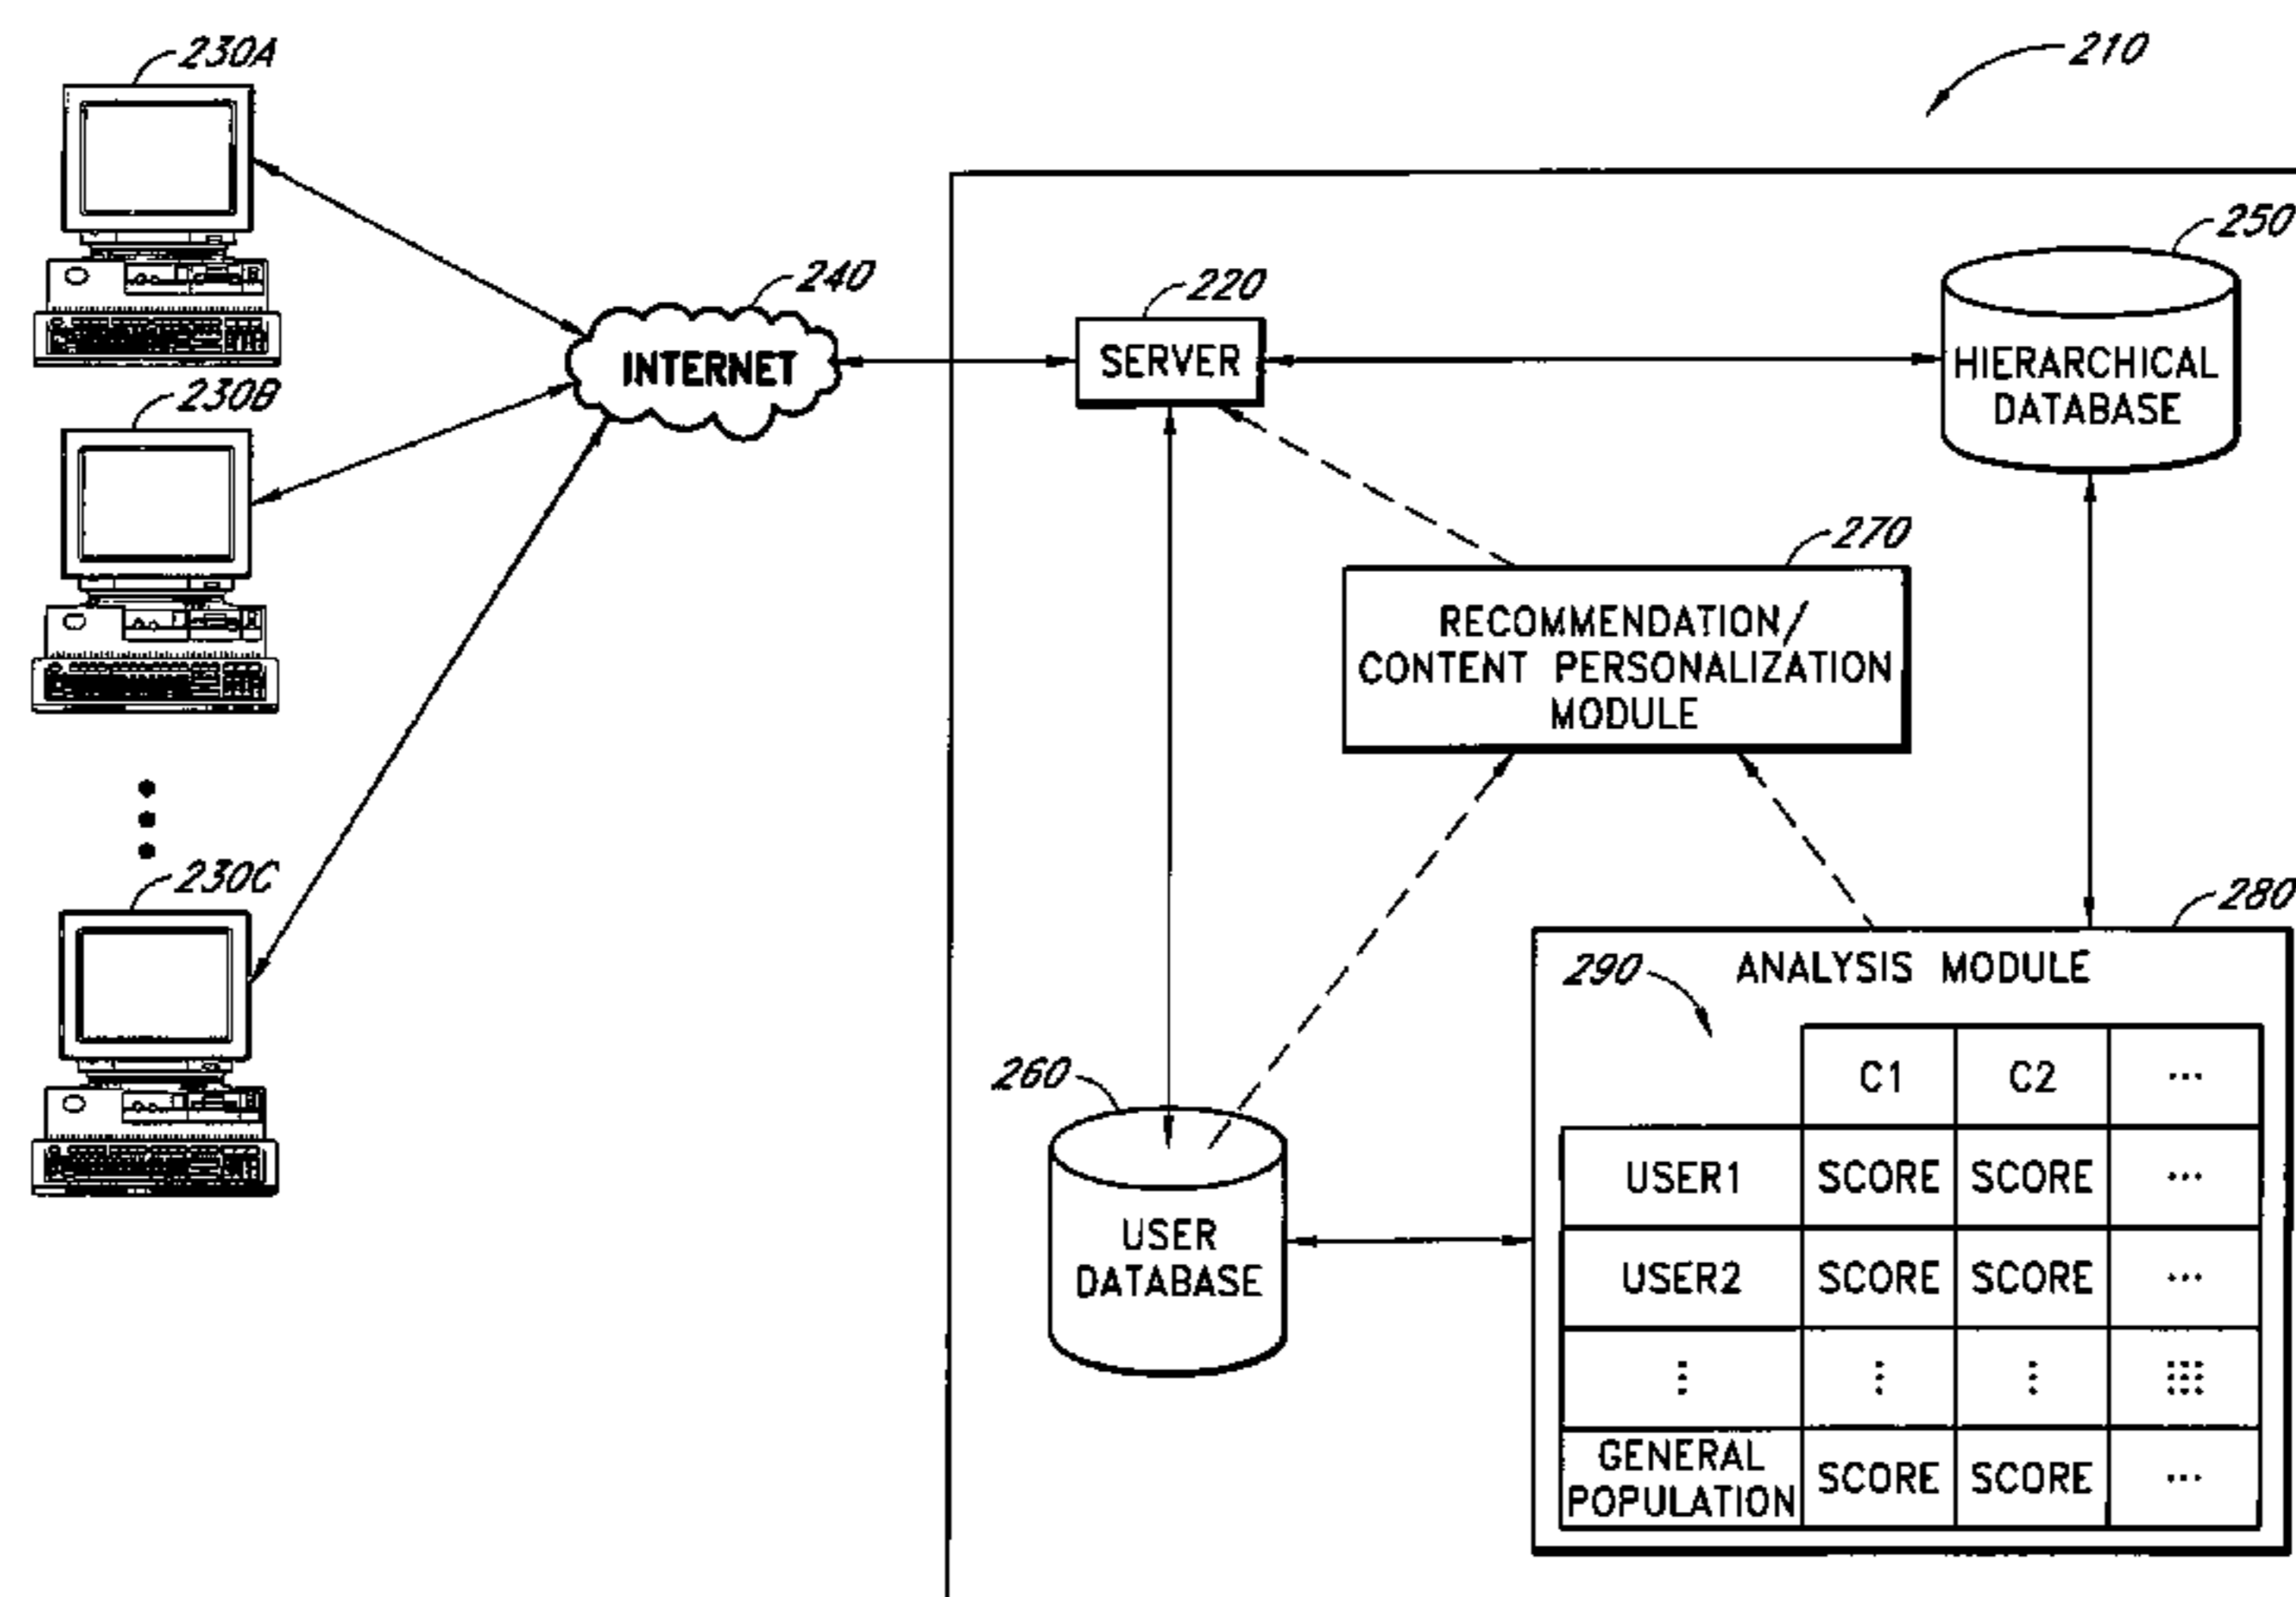 230A
210
250
240
220
INTERNET
SERVER
HIERARCHICAL
DATABASE
230B
270
RECOMMENDATION/
CONTENT PERSONALIZATION
MODULE
230C
280
290
ANALYSIS MODULE
260
C1 C2 ...
USER1 SCORE SCORE ...
USER
DATABASE
USER2 SCORE SCORE ...
GENERAL
POPULATION
SCORE SCORE ...